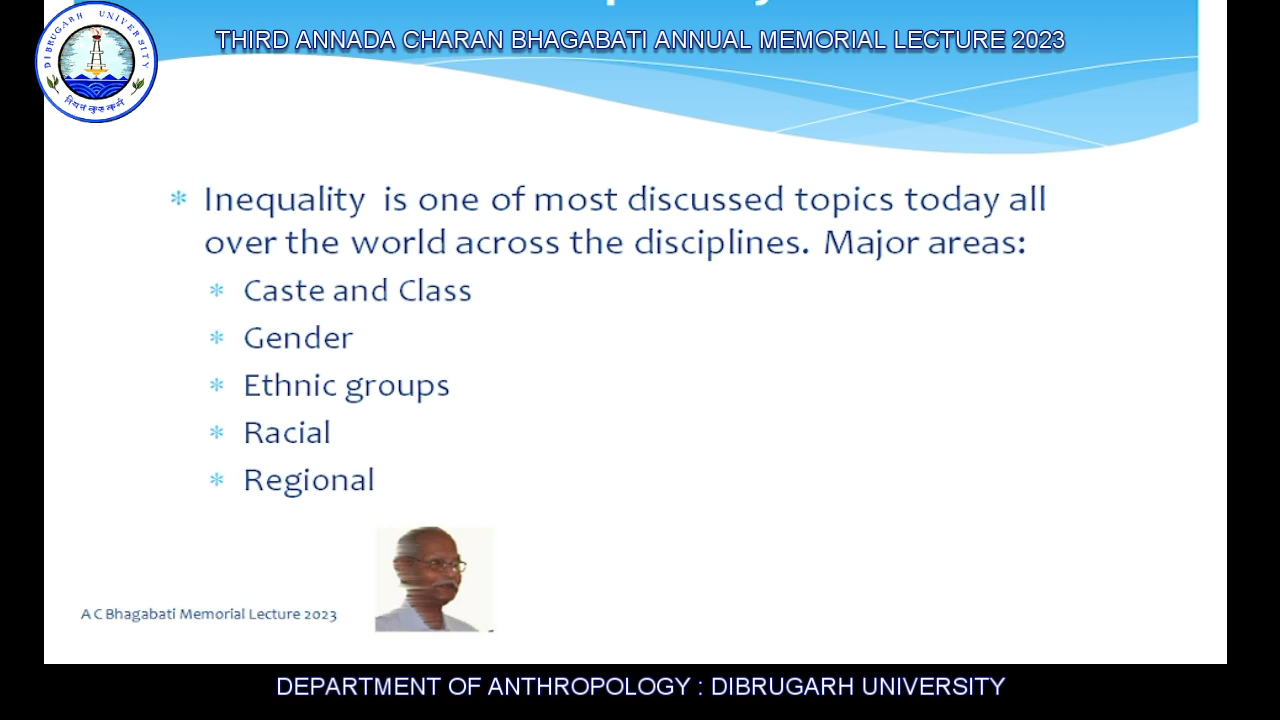 THIRD ANNADA CHARAN BHAGABATI ANNUAL MEMORIAL LECTURE 2023
DIBRUGARH UNIVERSITY
* Inequality is one of most discussed topics today all
over the world across the disciplines. Major areas:
* Caste and Class
* Gender
* Ethnic groups
* Racial
* Regional
A C Bhagabati Memorial Lecture 2023
DEPARTMENT OF ANTHROPOLOGY : DIBRUGARH UNIVERSITY